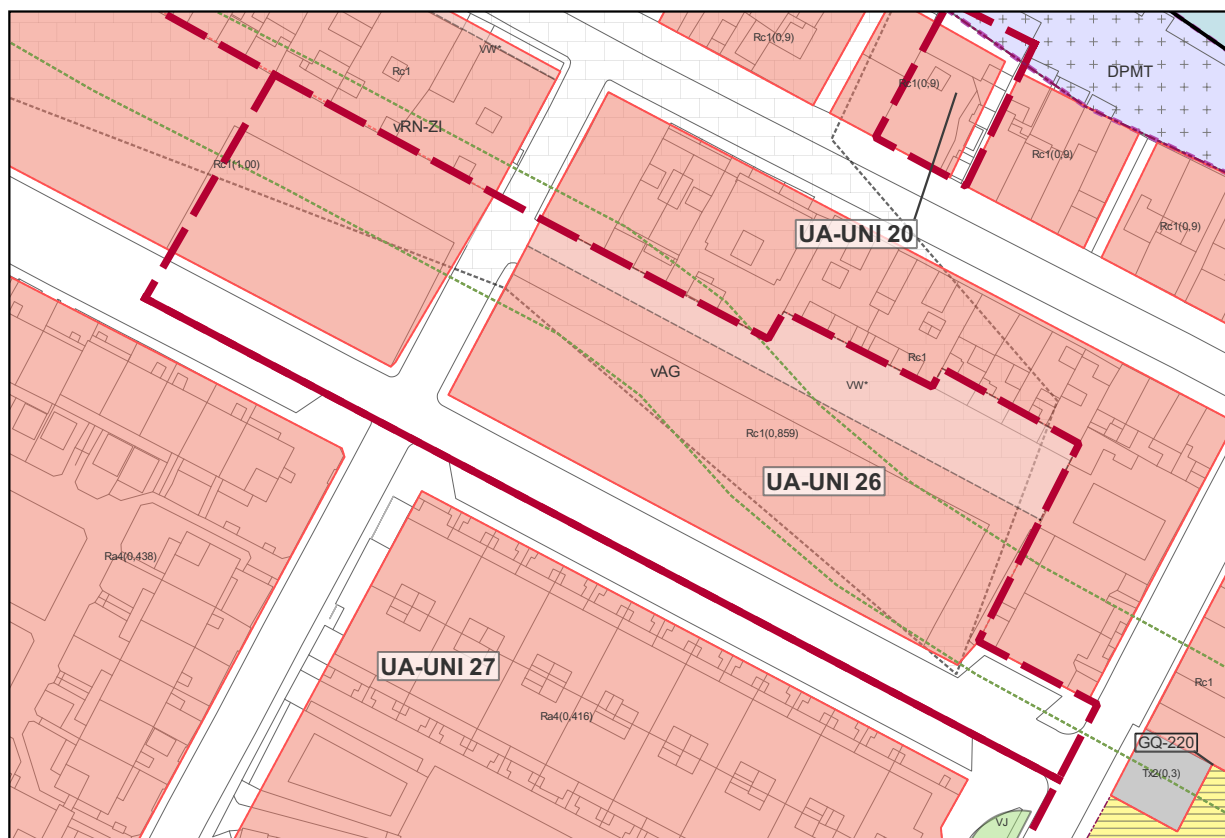 Rc1(0,9)
VW*
Rc1
DPMT
Rc1(0,9)
vRN-ZI
Rc1(0,9)
Rc1(1,00)
Rc1(0,9)
UA-UNI 20
Rc1
vAG
VW*
Rc1(0,859)
UA-UNI 26
Ra4(0,438)
UA-UNI 27
Rc1
Ra4(0,416)
GQ-220
Tx2(0,3)
VJ